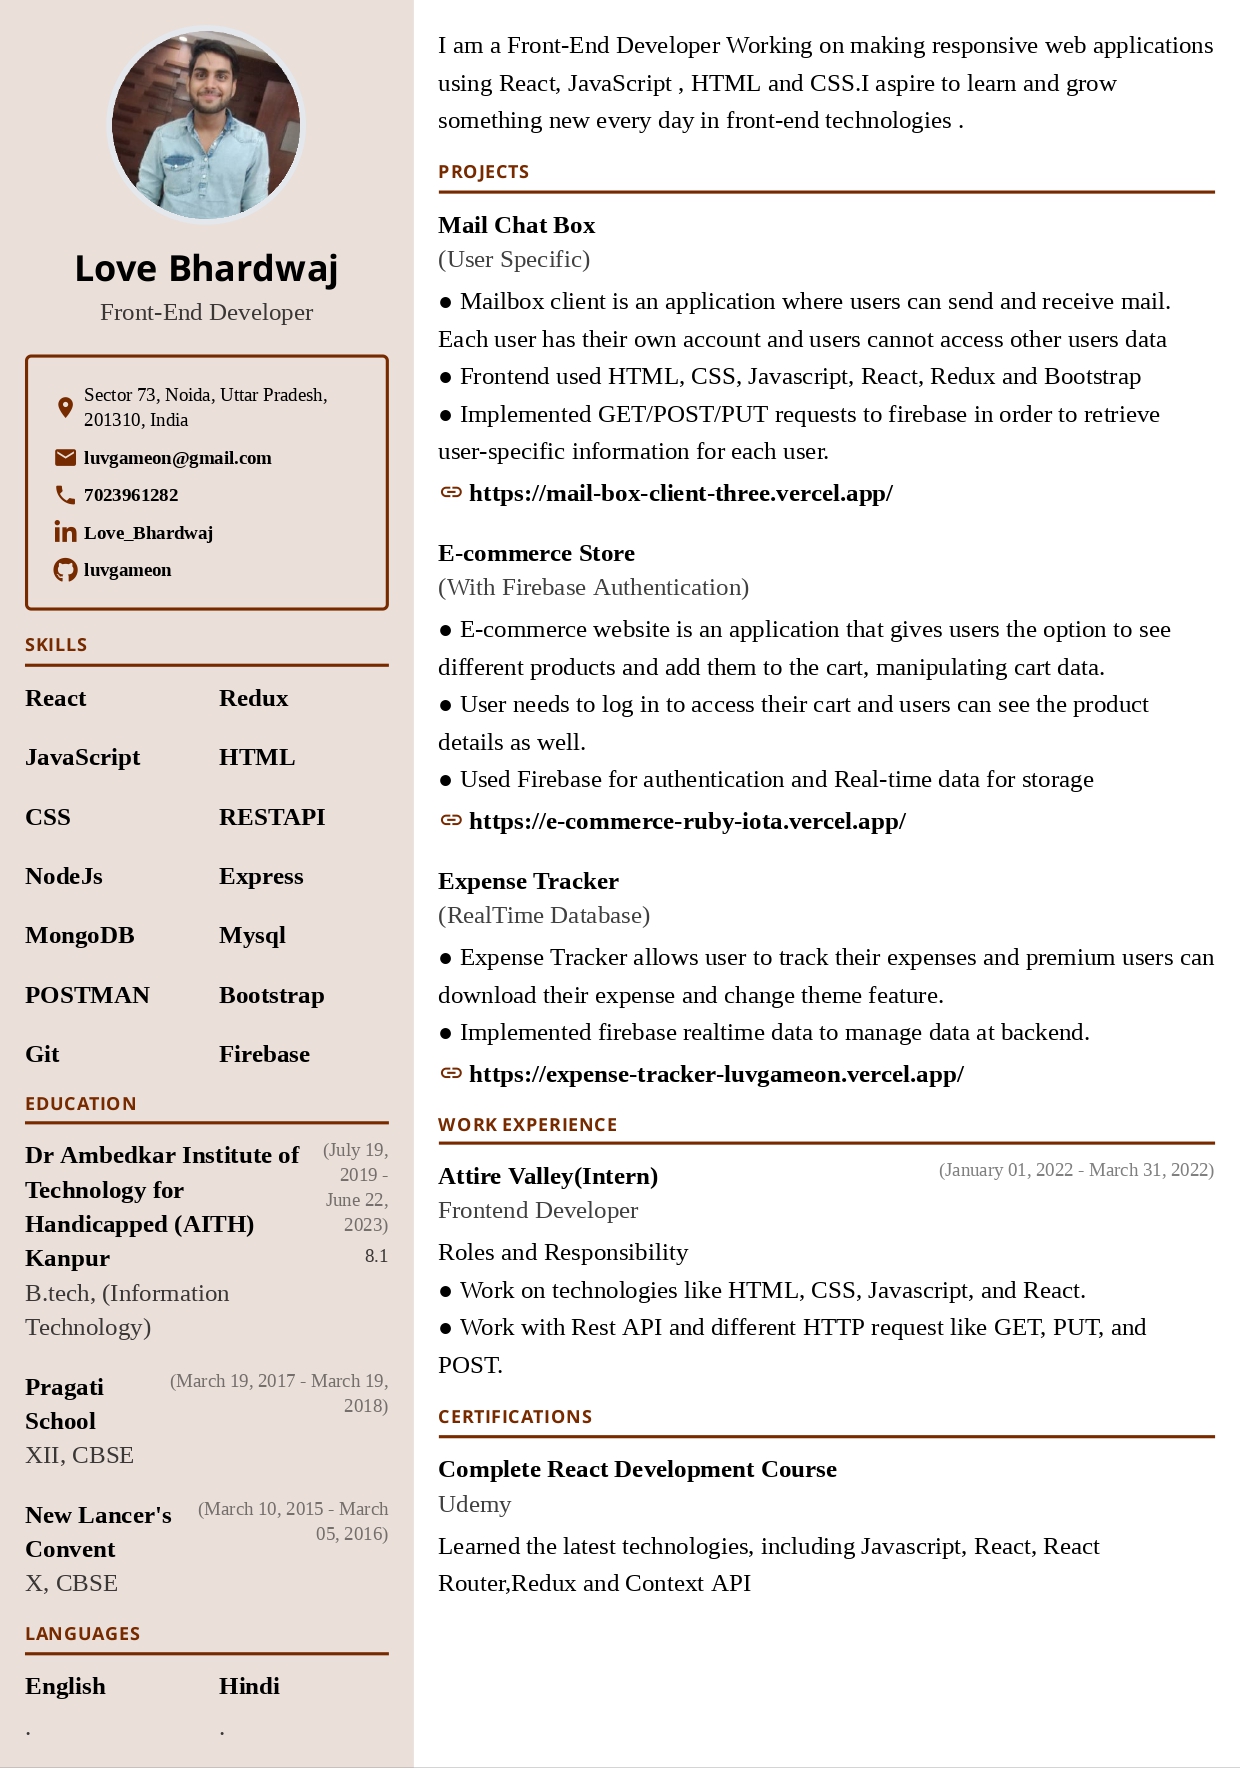 Love Bhardwaj
Front-End Developer
Sector 73, Noida, Uttar Pradesh,
201310, India
luvgameon@gmail.com
7023961282
Love_Bhardwaj
luvgameon
SKILLS
React Redux
JavaScript HTML
CSS RESTAPI
NodeJs Express
MongoDB Mysql
POSTMAN Bootstrap
Git Firebase
EDUCATION
Dr Ambedkar Institute of
Technology for
Handicapped (AITH)
Kanpur
(July 19,
2019 -
June 22,
2023)
8.1
B.tech, (Information
Technology)
Pragati
School
(March 19, 2017 - March 19,
2018)
XII, CBSE
New Lancer's
Convent
(March 10, 2015 - March
05, 2016)
X, CBSE
LANGUAGES
English Hindi
. .
I am a Front-End Developer Working on making responsive web applications
using React, JavaScript , HTML and CSS.I aspire to learn and grow
something new every day in front-end technologies .
PROJECTS
Mail Chat Box
(User Specific)
● Mailbox client is an application where users can send and receive mail.
Each user has their own account and users cannot access other users data
● Frontend used HTML, CSS, Javascript, React, Redux and Bootstrap
● Implemented GET/POST/PUT requests to firebase in order to retrieve
user-specific information for each user.
https://mail-box-client-three.vercel.app/
E-commerce Store
(With Firebase Authentication)
● E-commerce website is an application that gives users the option to see
different products and add them to the cart, manipulating cart data.
● User needs to log in to access their cart and users can see the product
details as well.
● Used Firebase for authentication and Real-time data for storage
https://e-commerce-ruby-iota.vercel.app/
Expense Tracker
(RealTime Database)
● Expense Tracker allows user to track their expenses and premium users can
download their expense and change theme feature.
● Implemented firebase realtime data to manage data at backend.
https://expense-tracker-luvgameon.vercel.app/
WORK EXPERIENCE
Attire Valley(Intern) (January 01, 2022 - March 31, 2022)
Frontend Developer
Roles and Responsibility
● Work on technologies like HTML, CSS, Javascript, and React.
● Work with Rest API and different HTTP request like GET, PUT, and
POST.
CERTIFICATIONS
Complete React Development Course
Udemy
Learned the latest technologies, including Javascript, React, React
Router,Redux and Context API